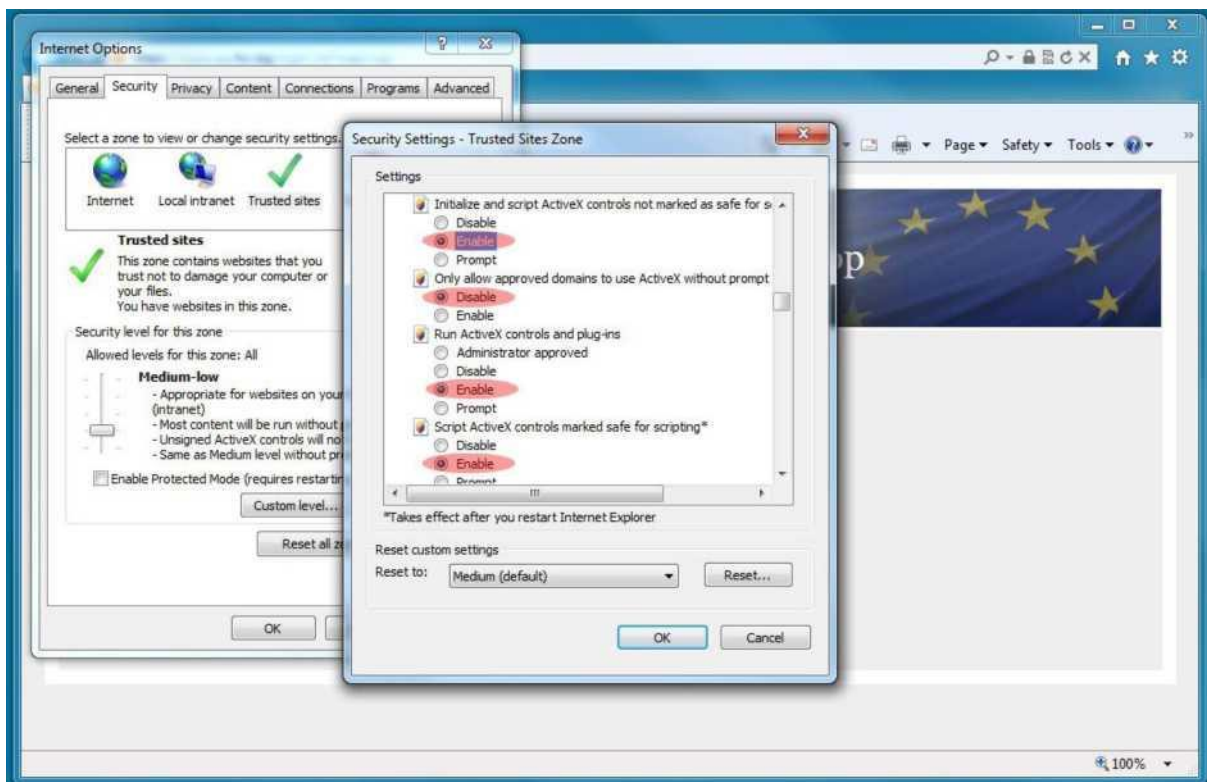 Internet Options
General Security Privacy Content Connections Programs Advanced
Select a zone to view or change security settings.
Internet Local intranet Trusted sites
Trusted sites
This zone contains websites that you
trust not to damage your computer or
your files.
You have websites in this zone.
Security level for this zone
Allowed levels for this zone: All
Medium-low
- Appropriate for websites on your
(intranet)
- Most content will be run without
- Unsigned ActiveX controls will
- Same as Medium level without
Enable Protected Mode (requires
Custom level...
Reset all
OK
Security Settings - Trusted Sites Zone
Settings
Initialize and script ActiveX controls not marked as safe for
Disable
Enable
Prompt
Only allow approved domains to use ActiveX without prompt
Disable
Enable
Run ActiveX controls and plug-ins
Administrator approved
Disable
Enable
Prompt
Script ActiveX controls marked safe for scripting*
Disable
Enable
Prompt
*Takes effect after you restart Internet Explorer
Reset custom settings
Reset to: Medium (default) Reset...
OK Cancel
Page Safety Tools
op
100%